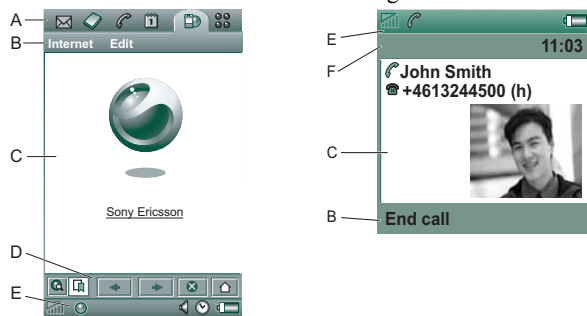 A
B
Internet Edit
C
Sony Ericsson
D
E
E
F
11:03
John Smith
+4613244500 (h)
C
B
End call